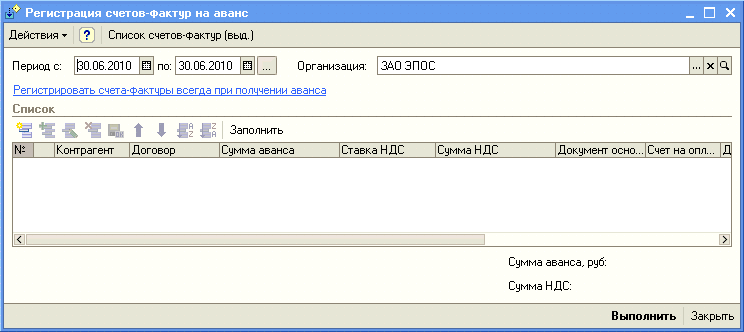 Регистрация счетов-фактур на аванс
Действия ? Список счетов-фактур (выд.)
Период с: 30.06.2010 по: 30.06.2010 ... Организация: ЗАО ЭПОС ...
Регистрировать счета-фактуры всегда при получении аванса
Список
Заполнить
№ Контрагент Договор Сумма аванса Ставка НДС Сумма НДС Документ осно... Счет на опл... Д
Сумма аванса, руб:
Сумма НДС:
Выполнить Закрыть